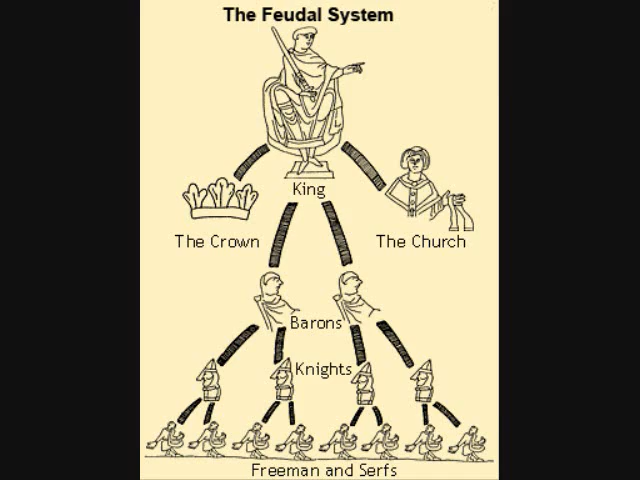 The Feudal System
King
The Crown
The Church
Barons
Knights
Freeman and Serfs